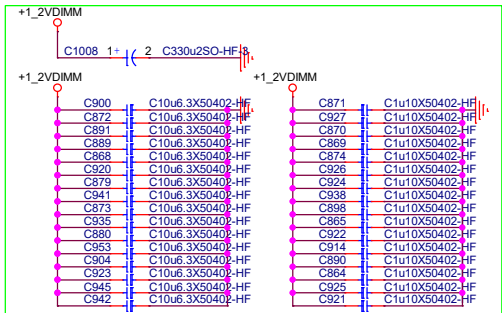 +1_2VDIMM
C1008 1+ 2 C330u2SO-HF-3
+1_2VDIMM
C900 C10u6.3X50402-HF
C872 C10u6.3X50402-HF
C891 C10u6.3X50402-HF
C889 C10u6.3X50402-HF
C868 C10u6.3X50402-HF
C920 C10u6.3X50402-HF
C879 C10u6.3X50402-HF
C941 C10u6.3X50402-HF
C873 C10u6.3X50402-HF
C935 C10u6.3X50402-HF
C880 C10u6.3X50402-HF
C953 C10u6.3X50402-HF
C904 C10u6.3X50402-HF
C923 C10u6.3X50402-HF
C945 C10u6.3X50402-HF
C942 C10u6.3X50402-HF
+1_2VDIMM
C871 C1u10X50402-HF
C927 C1u10X50402-HF
C870 C1u10X50402-HF
C869 C1u10X50402-HF
C874 C1u10X50402-HF
C926 C1u10X50402-HF
C924 C1u10X50402-HF
C938 C1u10X50402-HF
C898 C1u10X50402-HF
C865 C1u10X50402-HF
C922 C1u10X50402-HF
C914 C1u10X50402-HF
C890 C1u10X50402-HF
C864 C1u10X50402-HF
C925 C1u10X50402-HF
C921 C1u10X50402-HF